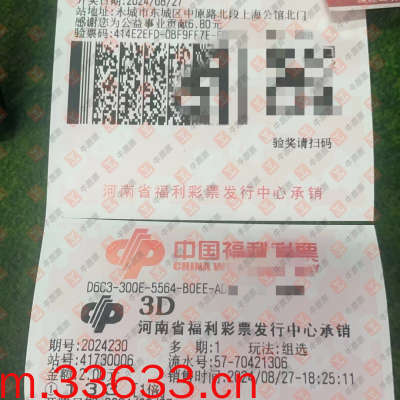 开奖日期:2024/08/27
站地址:永城市东城区中原路北段上海公馆北门
感谢您为公益事业贡献6.80元
验票码:414E2EFD-0BF9FF7E-
验奖请扫码
河南省福利彩票发行中心承销
中国福利彩票
CHINA WE
D6C3-300E-5564-B0EE-A
3D
河南省福利彩票发行中心承销
期号:2024230 多 期:1 玩法:组选
站号:41730006 流水号:57-70421306
销售时间:2024/08/27-18:25:11
m.33633.cn